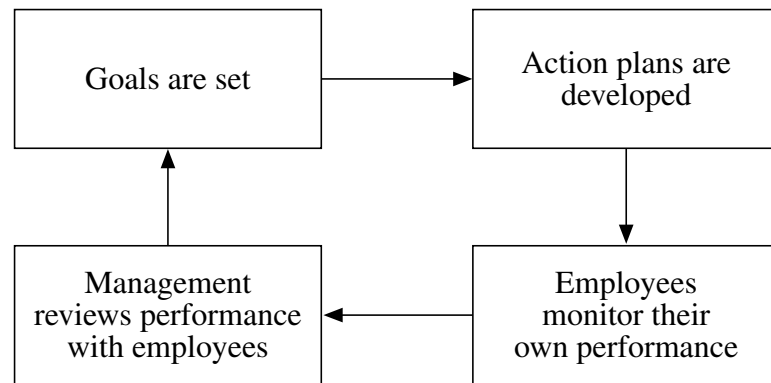 Goals are set
Action plans are
developed
Management
reviews performance
with employees
Employees
monitor their
own performance